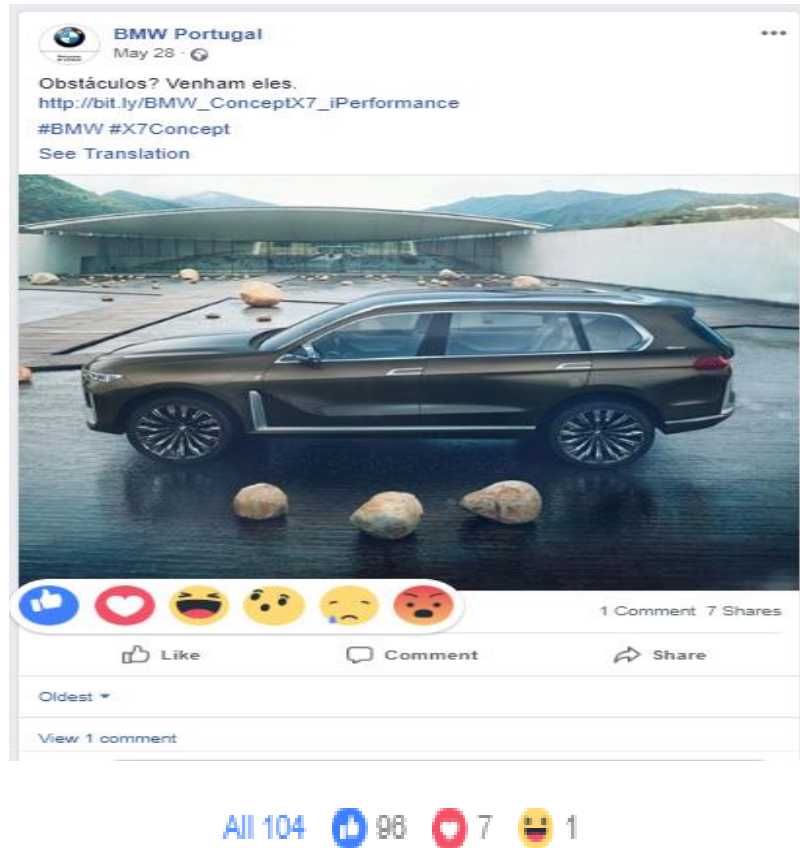 BMW Portugal
May 28
Obstáculos? Venham eles.
http://bit.ly/BMW_ConceptX7_iPerformance
#BMW #X7Concept
See Translation
1 Comment 7 Shares
Like Comment Share
Oldest
View 1 comment
All 104 96 7 1